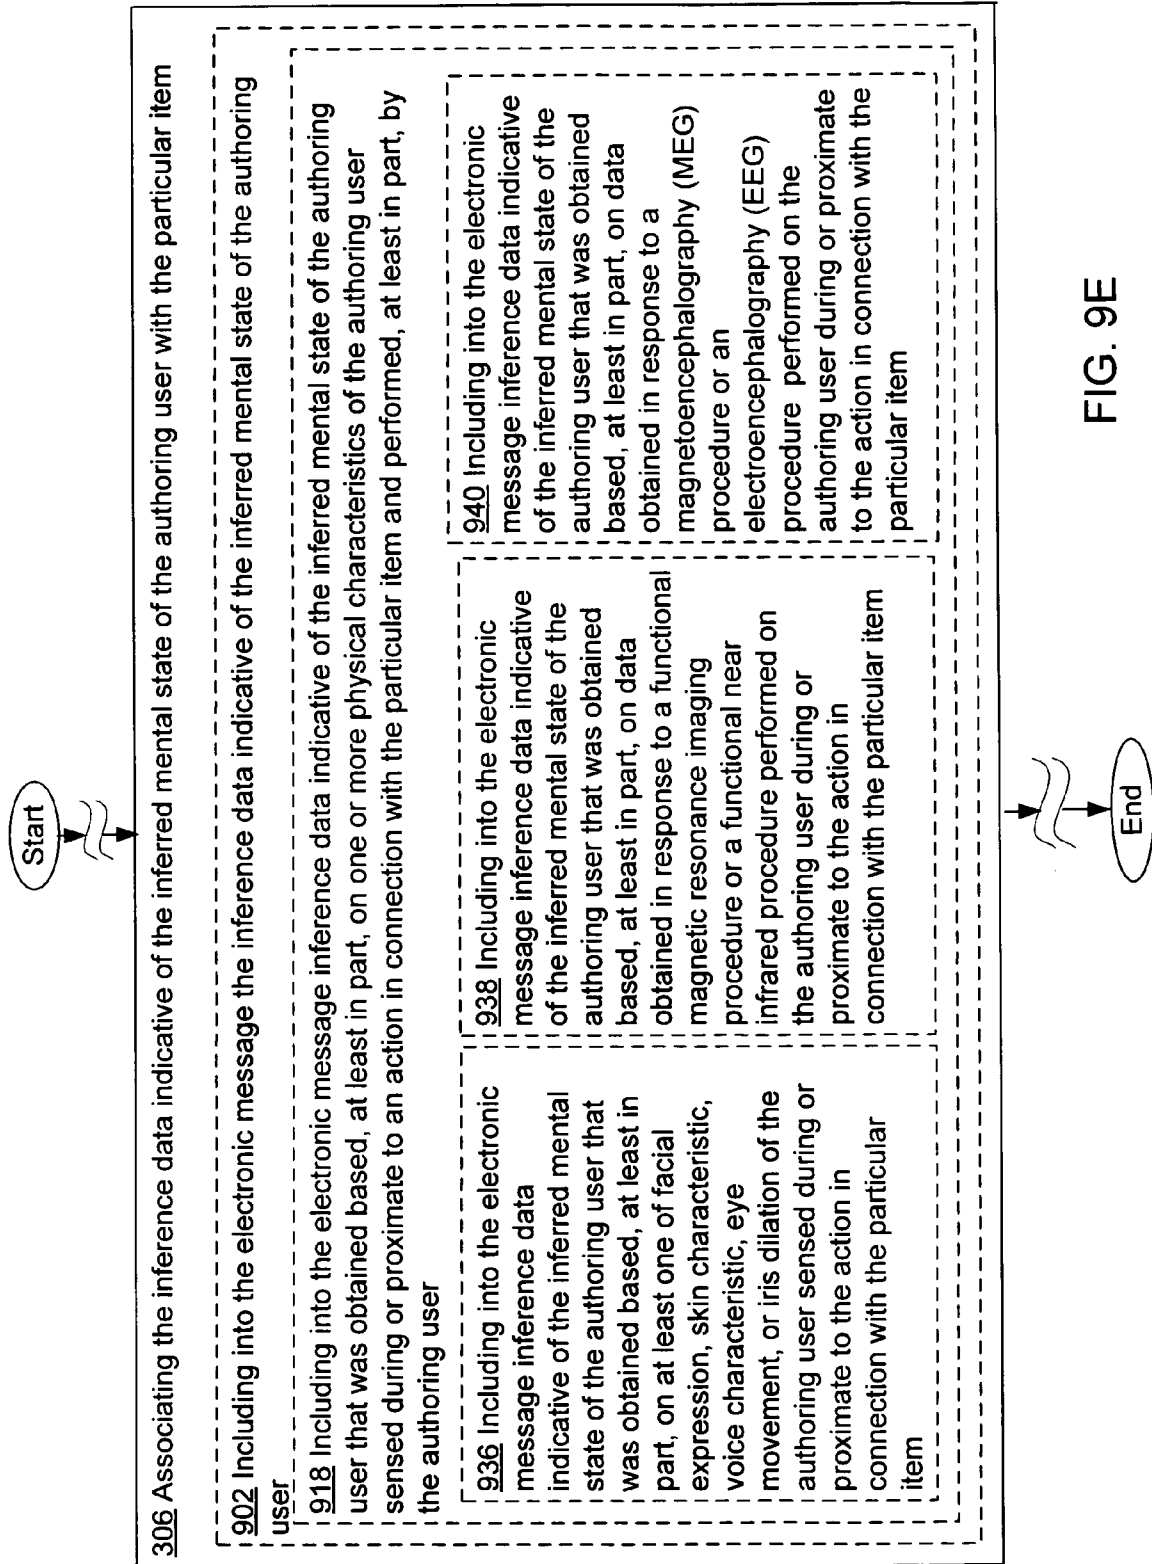 Start
306 Associating the inference data indicative of the inferred mental state of the authoring user with the particular item
902 Including into the electronic message the inference data indicative of the inferred mental state of the authoring
user
918 Including into the electronic message inference data indicative of the inferred mental state of the authoring
user that was obtained based, at least in part, on one or more physical characteristics of the authoring user
sensed during or proximate to an action in connection with the particular item and performed, at least in part, by
the authoring user
936 Including into the electronic
message inference data
indicative of the inferred mental
state of the authoring user that
was obtained based, at least in
part, on at least one of facial
expression, skin characteristic,
voice characteristic, eye
movement, or iris dilation of the
authoring user sensed during or
proximate to the action in
connection with the particular
item
938 Including into the electronic
message inference data indicative
of the inferred mental state of the
authoring user that was obtained
based, at least in part, on data
obtained in response to a functional
magnetic resonance imaging
procedure or a functional near
infrared procedure performed on
the authoring user during or
proximate to the action in
connection with the particular item
940 Including into the electronic
message inference data indicative
of the inferred mental state of the
authoring user that was obtained
based, at least in part, on data
obtained in response to a
magnetoencephalography (MEG)
procedure or an
electroencephalography (EEG)
procedure performed on the
authoring user during or proximate
to the action in connection with the
particular item
End
FIG. 9E